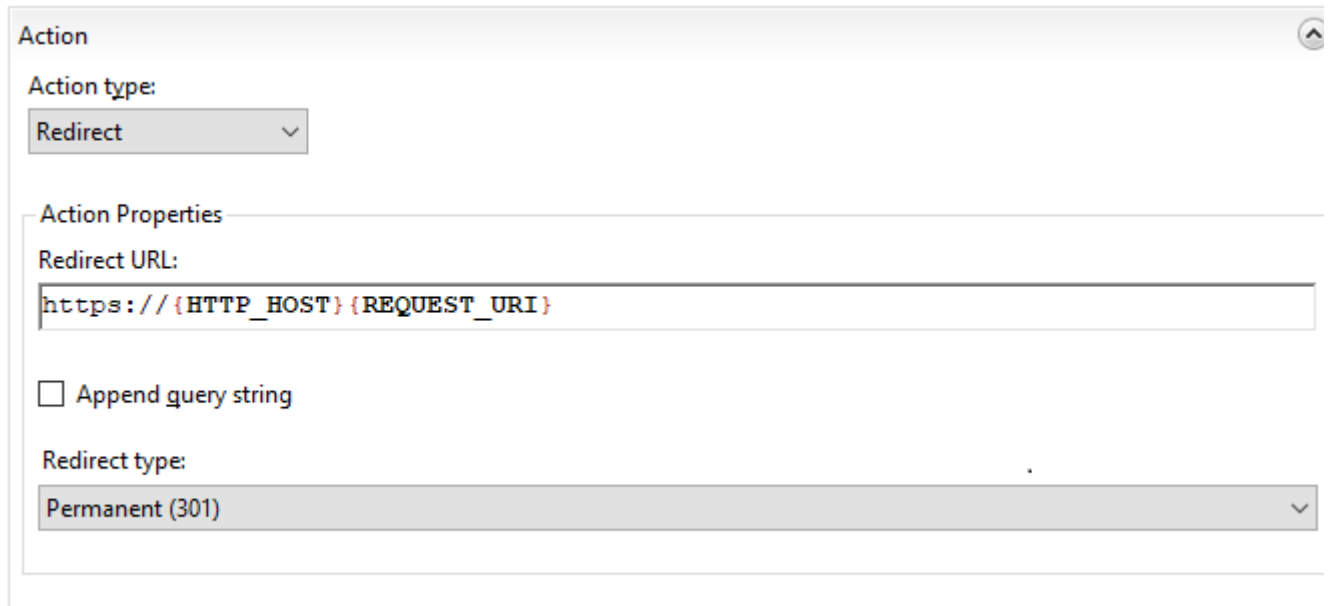 Action
Action type:
Redirect
Action Properties
Redirect URL:
https://{HTTP_HOST}{REQUEST_URI}
Append query string
Redirect type:
Permanent (301)